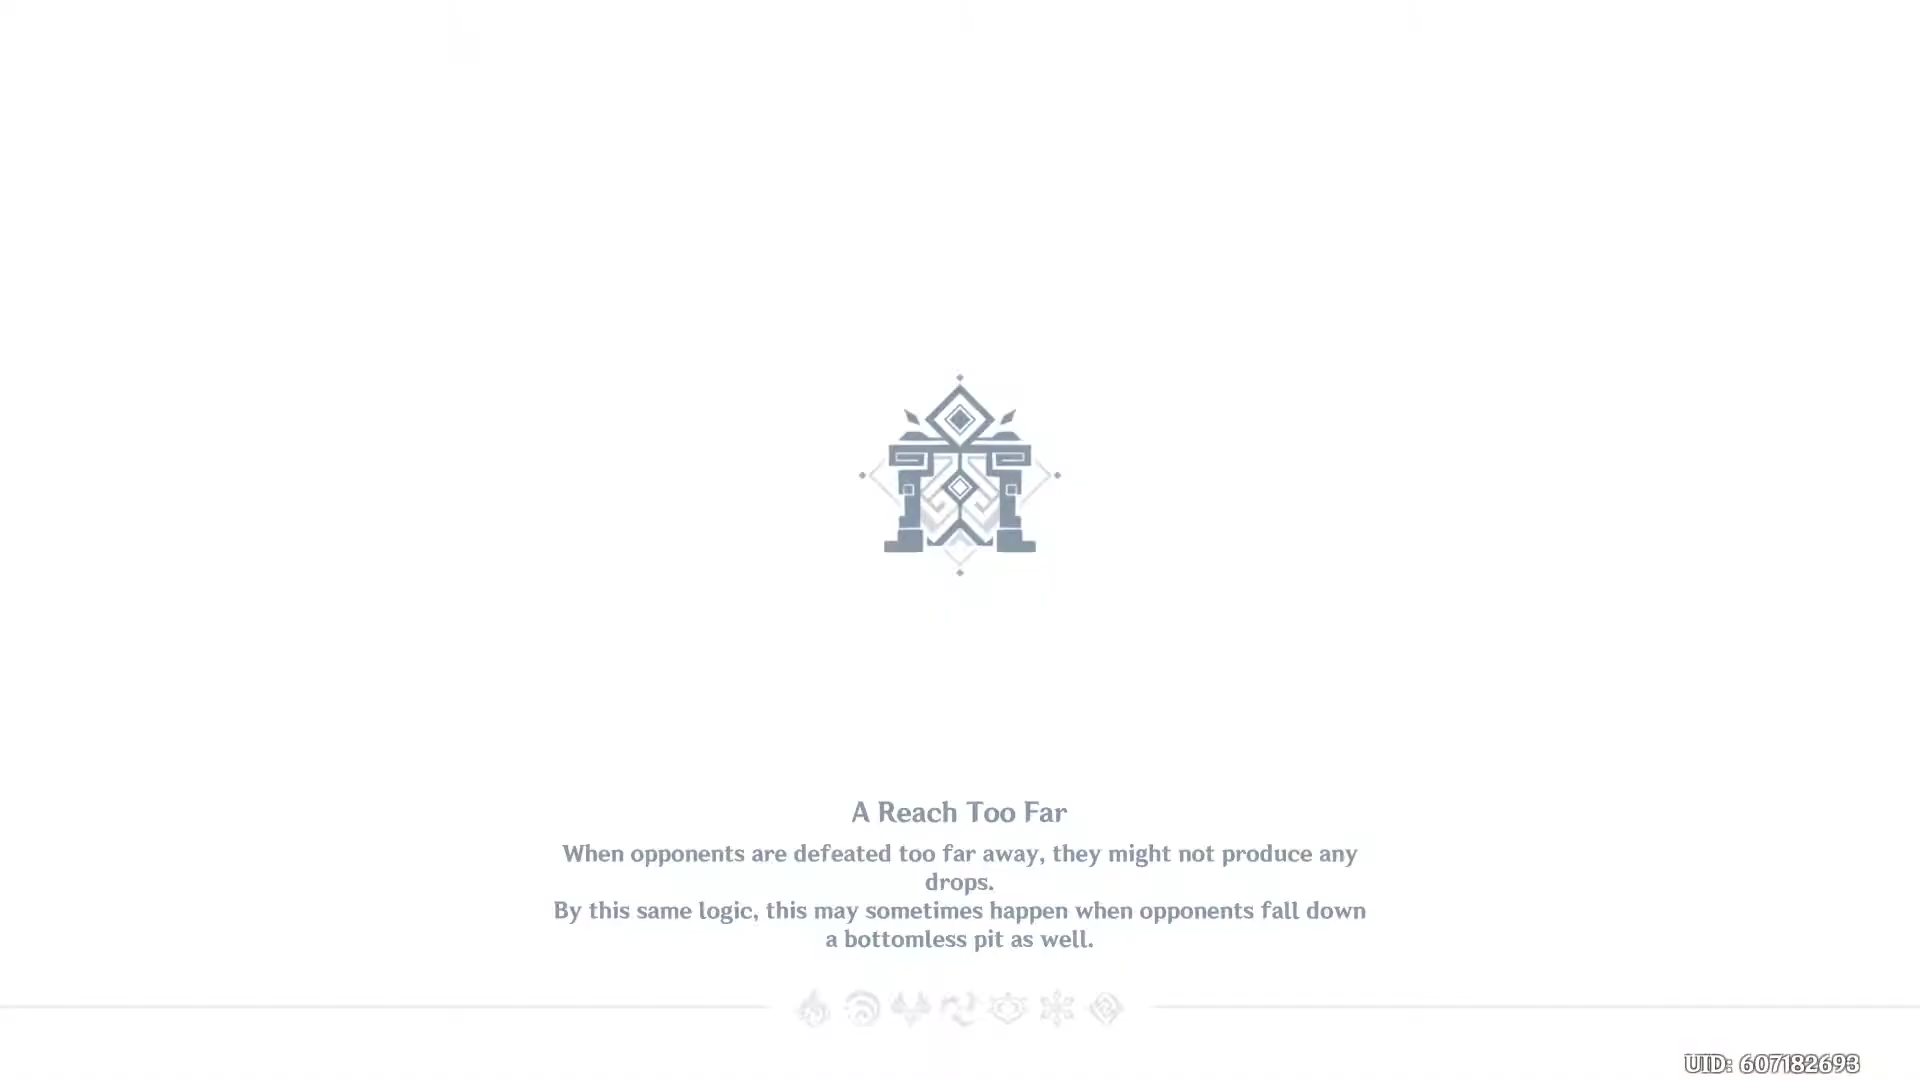 A Reach Too Far
When opponents are defeated too far away, they might not produce any
drops.
By this same logic, this may sometimes happen when opponents fall down
a bottomless pit as well.
UID: 607182693